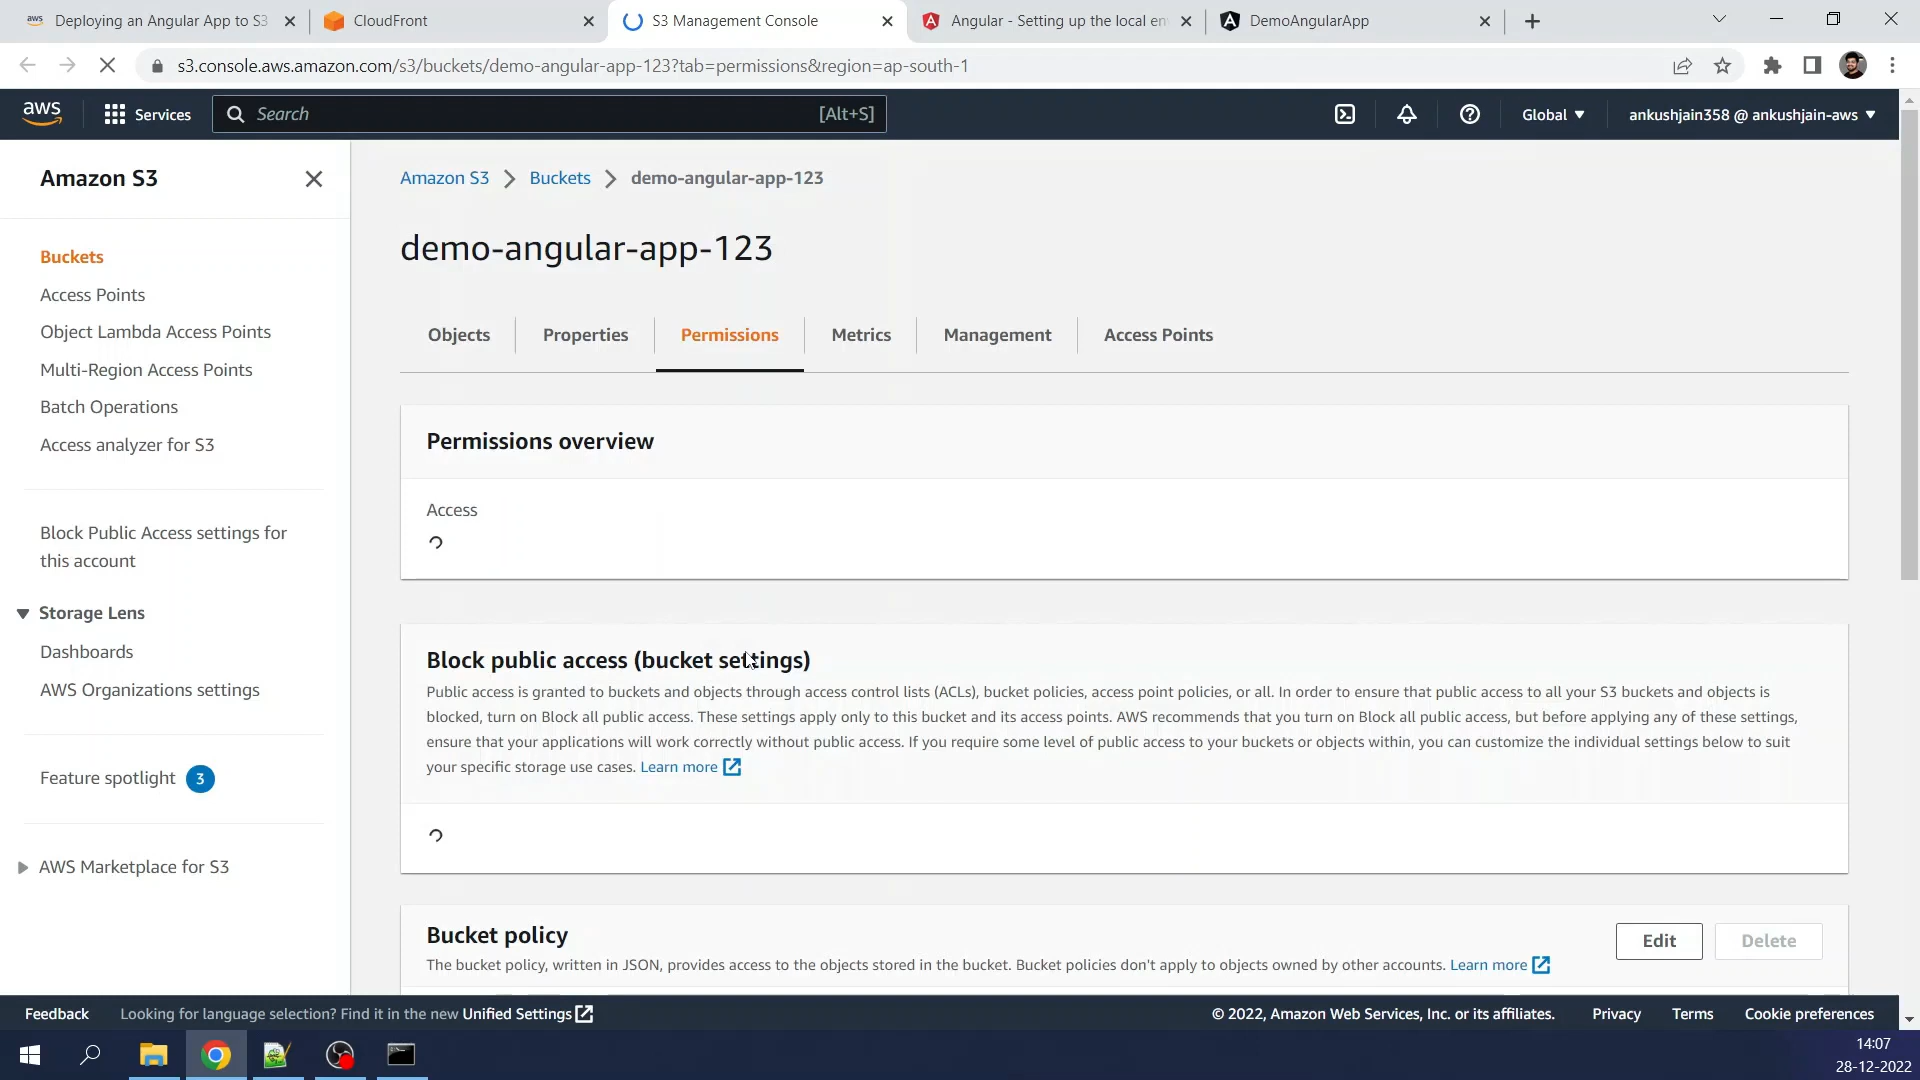 aws Deploying an Angular App to S3
CloudFront
S3 Management Console
Angular - Setting up the local en
DemoAngularApp
s3.console.aws.amazon.com/s3/buckets/demo-angular-app-123?tab=permissions&region=ap-south-1
aws
Services
Search
[Alt+S]
Global
ankushjain358 @ ankushjain-aws
Amazon S3
Buckets
Access Points
Object Lambda Access Points
Multi-Region Access Points
Batch Operations
Access analyzer for S3
Block Public Access settings for
this account
Storage Lens
Dashboards
AWS Organizations settings
Feature spotlight 3
AWS Marketplace for S3
Amazon S3 > Buckets > demo-angular-app-123
demo-angular-app-123
Objects
Properties
Permissions
Metrics
Management
Access Points
Permissions overview
Access
Block public access (bucket settings)
Public access is granted to buckets and objects through access control lists (ACLs), bucket policies, access point policies, or all. In order to ensure that public access to all your S3 buckets and objects is
blocked, turn on Block all public access. These settings apply only to this bucket and its access points. AWS recommends that you turn on Block all public access, but before applying any of these settings,
ensure that your applications will work correctly without public access. If you require some level of public access to your buckets or objects within, you can customize the individual settings below to suit
your specific storage use cases. Learn more
Bucket policy
Edit
Delete
The bucket policy, written in JSON, provides access to the objects stored in the bucket. Bucket policies don't apply to objects owned by other accounts. Learn more
Feedback
Looking for language selection? Find it in the new Unified Settings
© 2022, Amazon Web Services, Inc. or its affiliates.
Privacy
Terms
Cookie preferences
14:07
28-12-2022